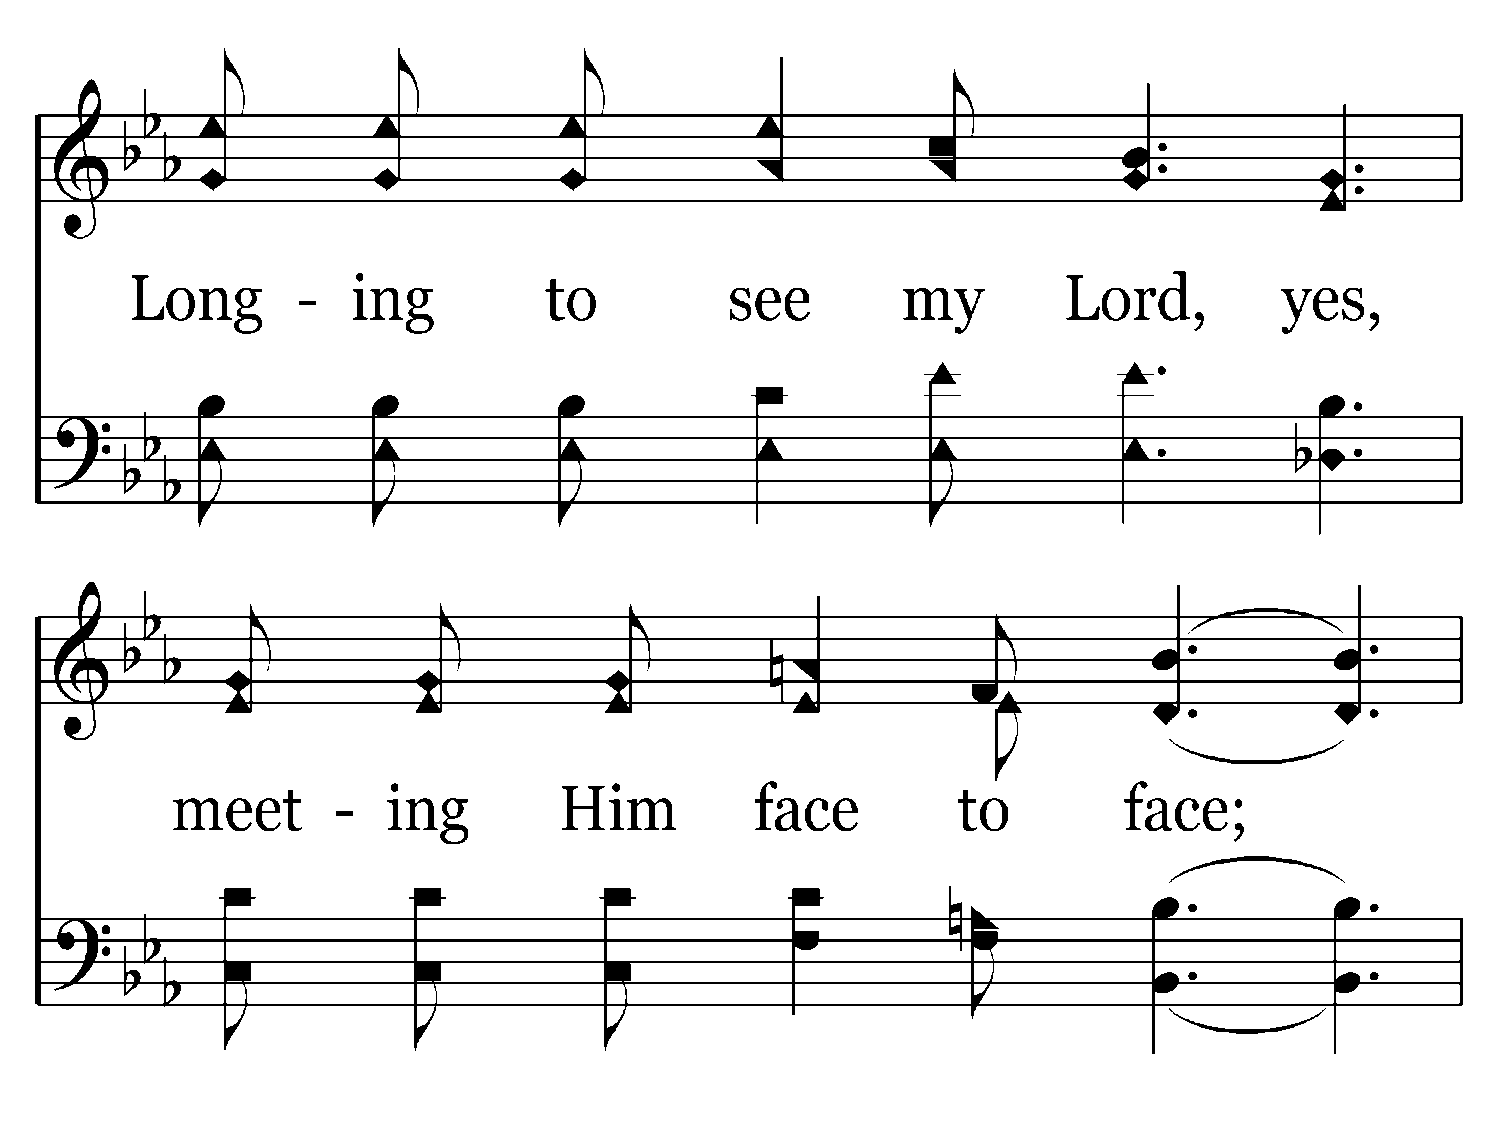 Long - ing to see my Lord, yes,
meet - ing Him face to face;